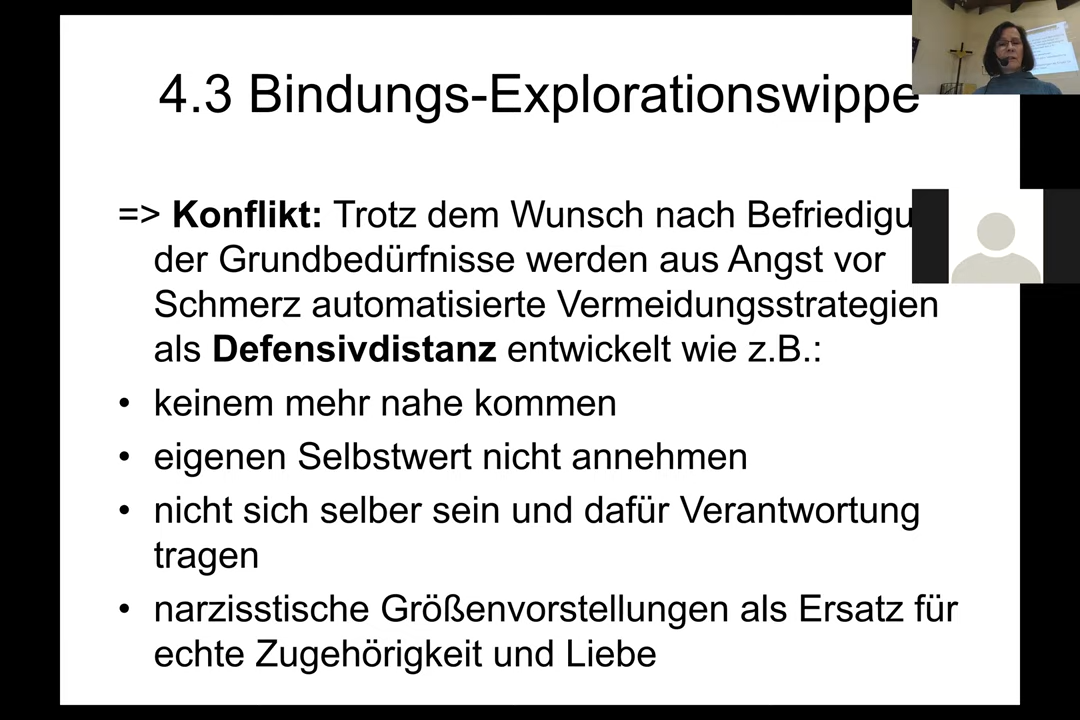 4.3 Bindungs-Explorationswippe
=> Konflikt: Trotz dem Wunsch nach
der Grundbedürfnisse werden aus Angst vor
Schmerz automatisierte Vermeidungsstrategien
als Defensivdistanz entwickelt wie z.B.:
• keinem mehr nahe kommen
• eigenen Selbstwert nicht annehmen
• nicht sich selber sein und dafür Verantwortung
tragen
• narzisstische Größenvorstellungen als Ersatz für
echte Zugehörigkeit und Liebe